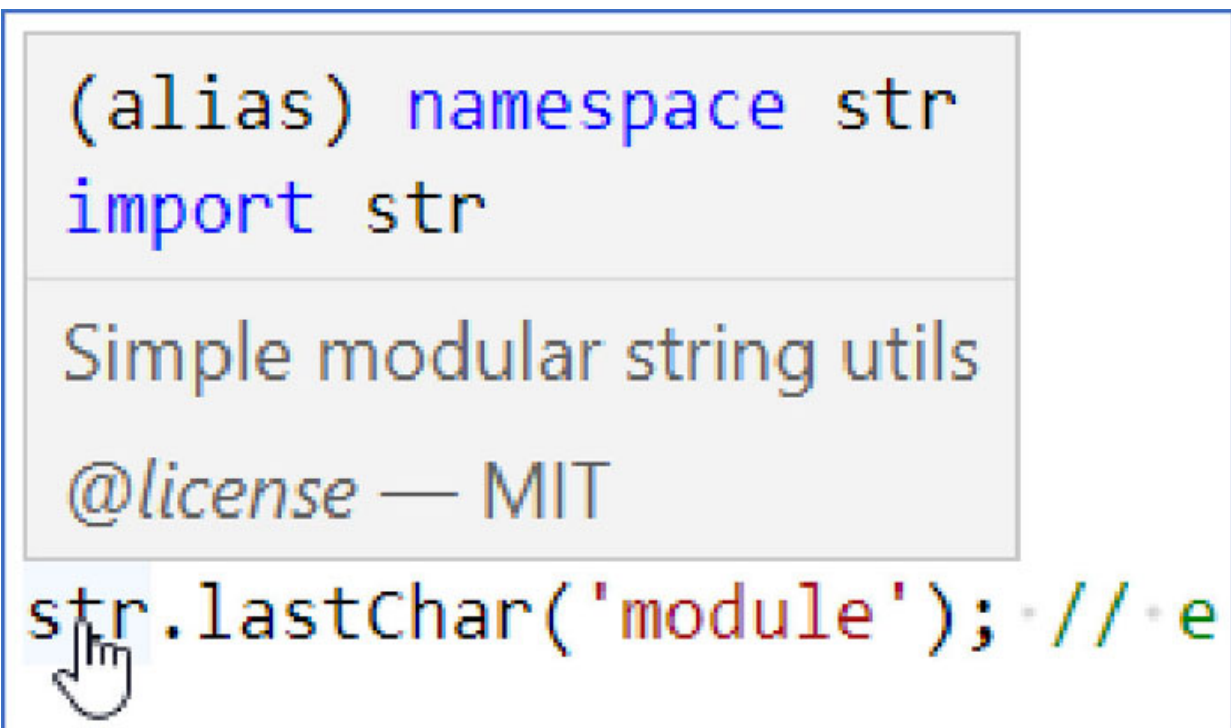 (alias) namespace str
import str
Simple modular string utils
@license — MIT
str.lastChar('module'); // e